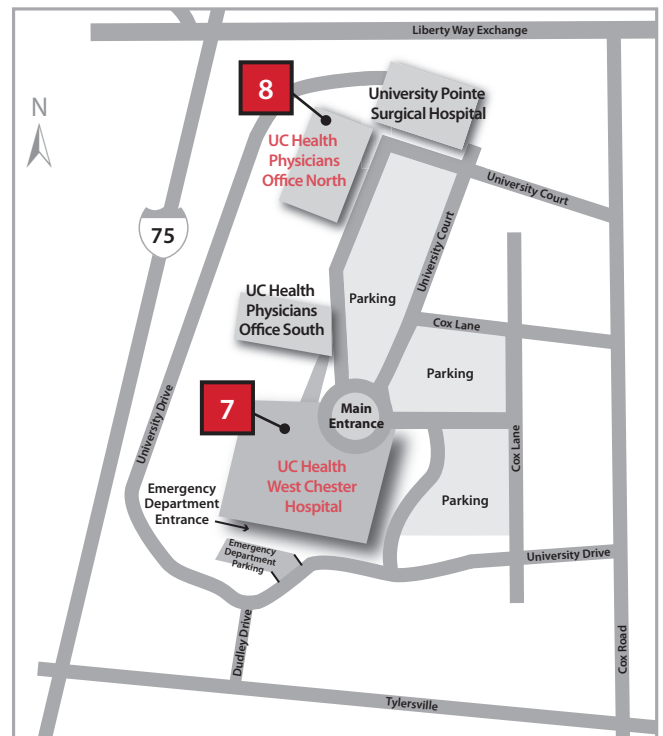 Liberty Way Exchange
8
University Pointe
Surgical Hospital
N
UC Health
Physicians
Office North
University Court
75
University Court
UC Health
Physicians
Office South
Parking
Cox Lane
Parking
University Drive
7
Main
Entrance
Cox Lane
UC Health
West Chester
Hospital
Emergency
Department
Entrance
Parking
Emergency
Department
Parking
University Drive
Dudley Drive
Cox Road
Tylersville